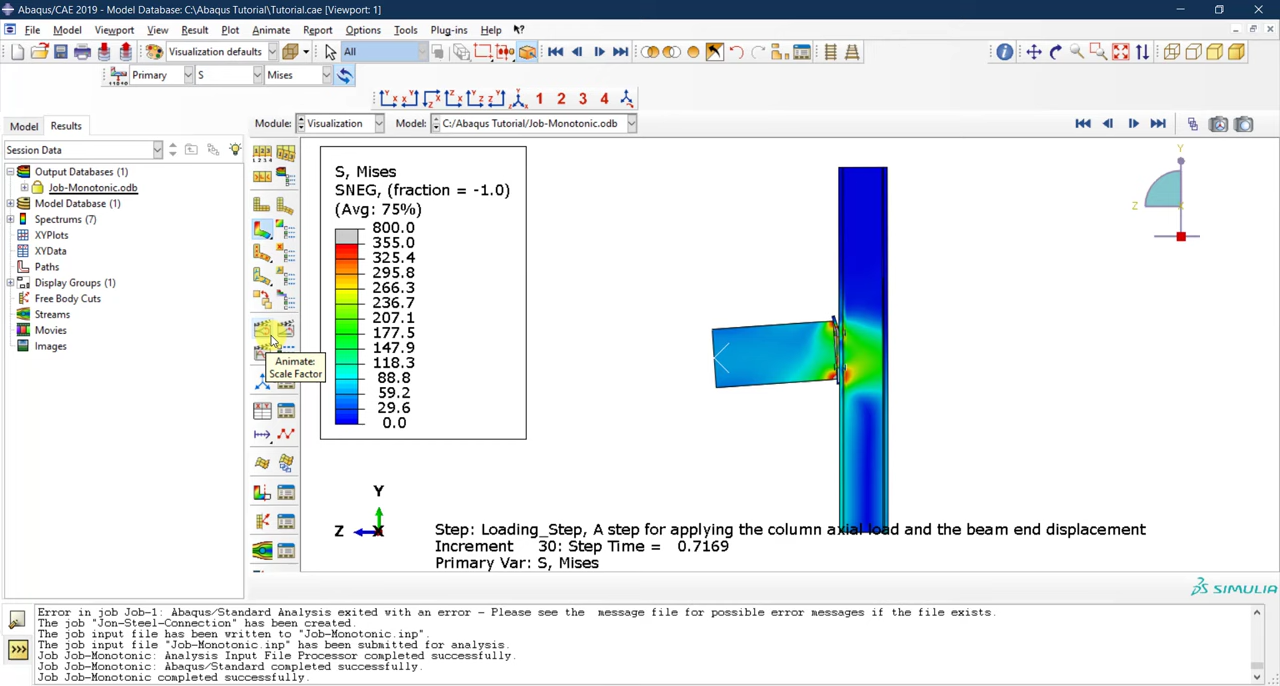 Abaqus/CAE 2019 - Model Database: C:\Abaqus Tutorial\Tutorial.cae [Viewport: 1]
File Model Viewport View Result Plot Animate Report Options Tools Plug-ins Help
Visualization defaults All
Primary S Mises
1 2 3 4
Model Results Module: Visualization Model: C:/Abaqus Tutorial/Job-Monotonic.odb
Session Data
Output Databases (1)
Job-Monotonic.odb
Model Database (1)
Spectrums (7)
XYPlots
XYData
Paths
Display Groups (1)
Free Body Cuts
Streams
Movies
Images
Animate:
Scale Factor
S, Mises
SNEG, (fraction = -1.0)
(Avg: 75%)
800.0
355.0
325.4
295.8
266.3
236.7
207.1
177.5
147.9
118.3
88.8
59.2
29.6
0.0
Y
Z X
Y
Z X
Step: Loading_Step, A step for applying the column axial load and the beam end displacement
Increment 30: Step Time = 0.7169
Primary Var: S, Mises
SIMULIA
Error in job Job-1: Abaqus/Standard Analysis exited with an error - Please see the message file for possible error messages if the file exists.
The job "Jon-Steel-Connection" has been created.
The job input file has been written to "Job-Monotonic.inp".
The job input file "Job-Monotonic.inp" has been submitted for analysis.
Job Job-Monotonic: Analysis Input File Processor completed successfully.
Job Job-Monotonic: Abaqus/Standard completed successfully.
Job Job-Monotonic completed successfully.